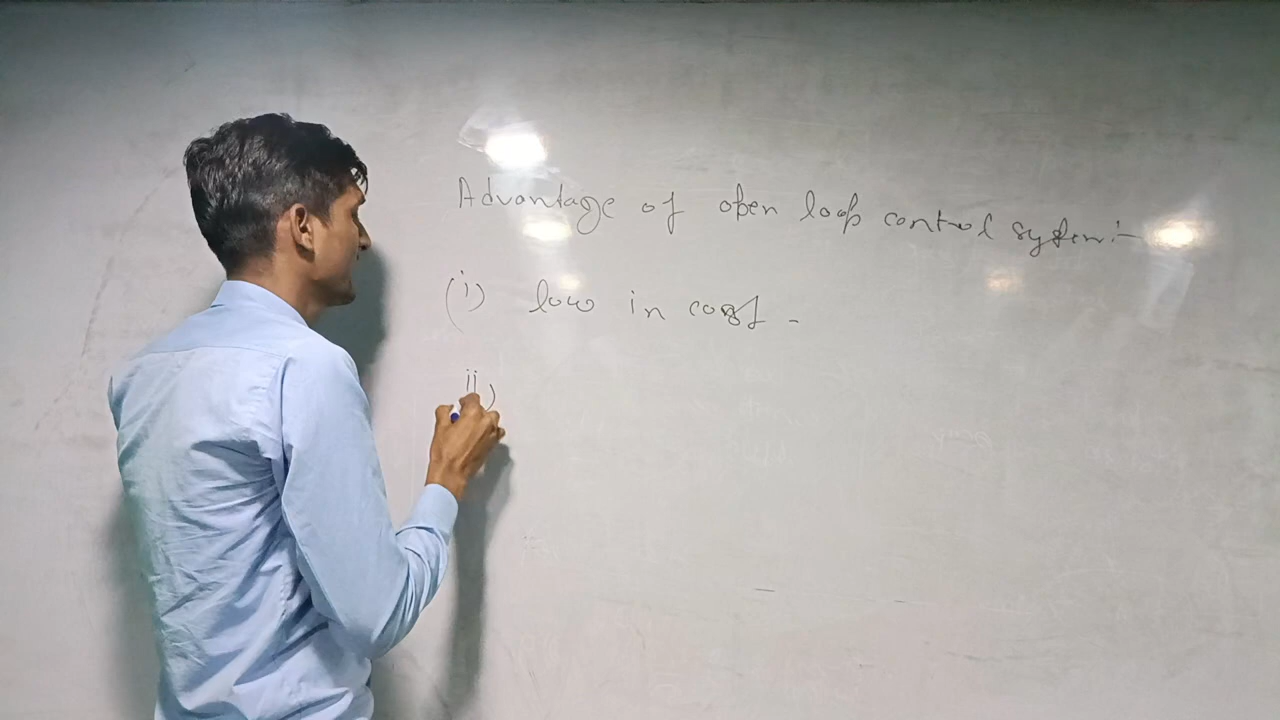 Advantage of open loop control system:-
(i) low in cost -
ii)